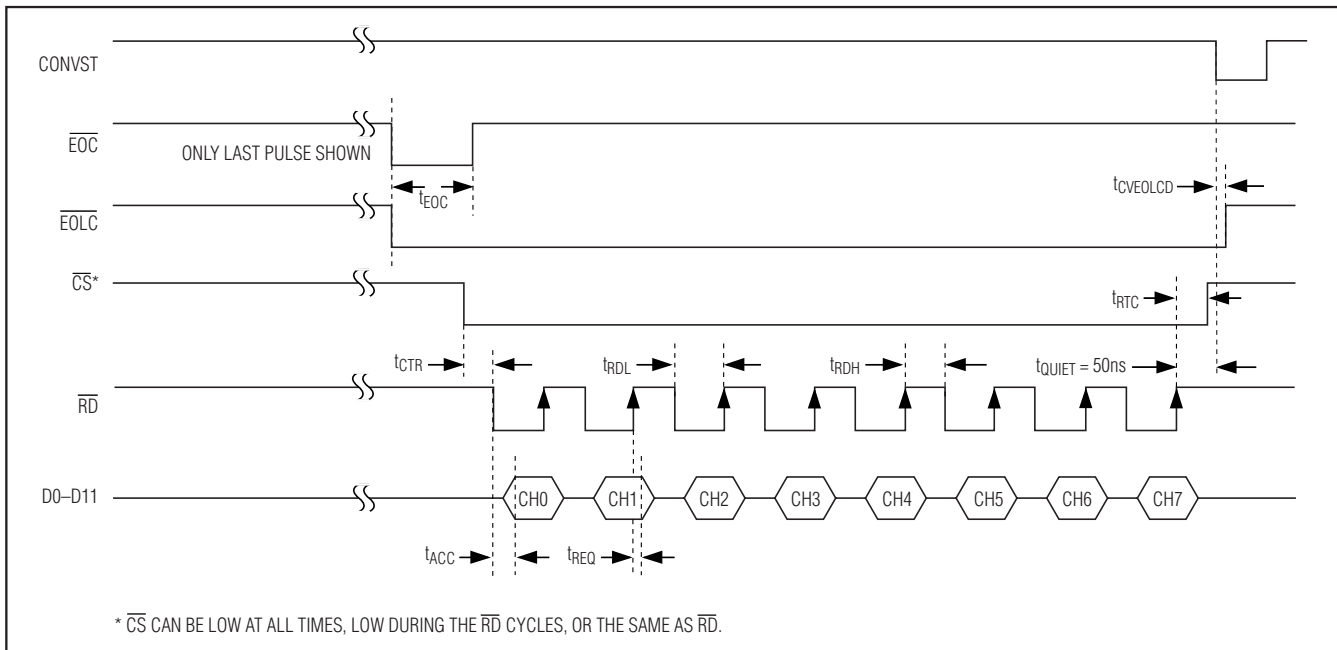 CONVST
EOC
ONLY LAST PULSE SHOWN
tEOC
tCVEOLCD
EOLC
CS*
tRTC
tCTR
tRDL
tRDH
tQUIET = 50ns
RD
D0–D11
CH0
CH1
CH2
CH3
CH4
CH5
CH6
CH7
tACC
tREQ
* CS CAN BE LOW AT ALL TIMES, LOW DURING THE RD CYCLES, OR THE SAME AS RD.